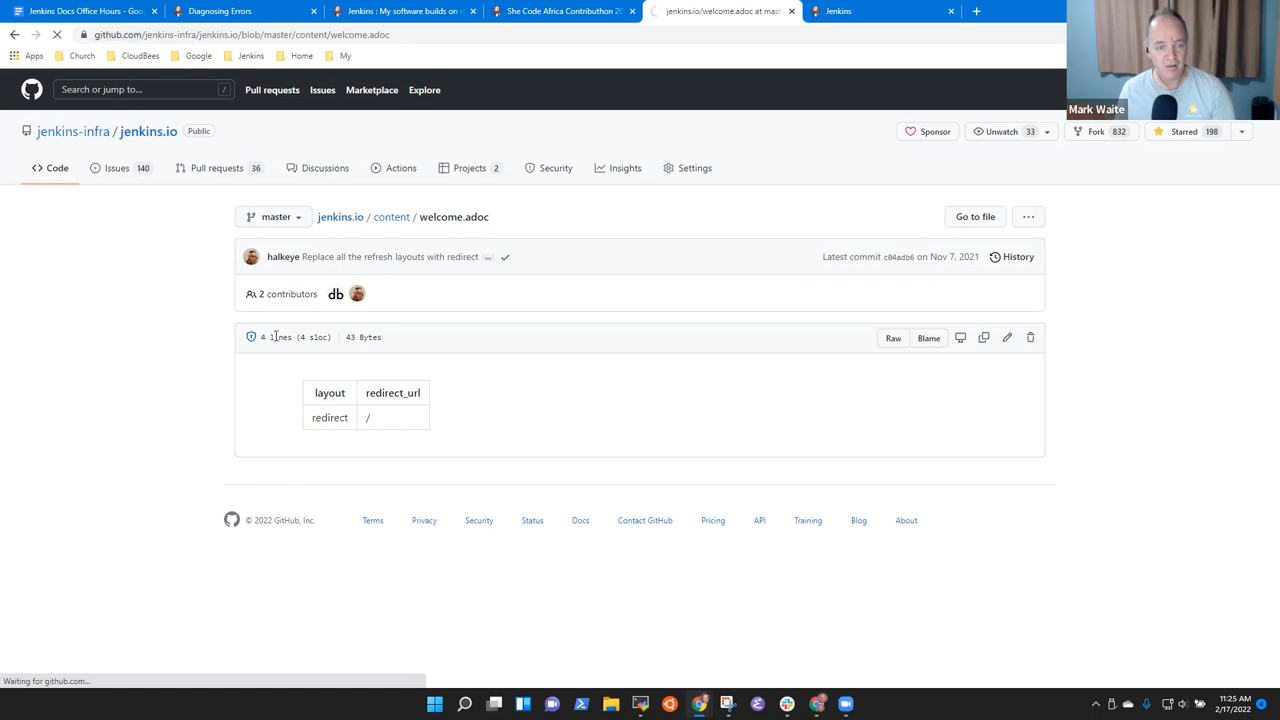 Jenkins Docs Office Hours - Goo
Diagnosing Errors
Jenkins : My software builds on m
She Code Africa Contributhon 20
jenkins.io/welcome.adoc at mast
Jenkins
github.com/jenkins-infra/jenkins.io/blob/master/content/welcome.adoc
Apps
Church
CloudBees
Google
Jenkins
Home
My
Search or jump to...
/
Pull requests
Issues
Marketplace
Explore
Mark Waite
jenkins-infra / jenkins.io
Public
Sponsor
Unwatch 33
Fork 832
Starred 198
Code
Issues 140
Pull requests 36
Discussions
Actions
Projects 2
Security
Insights
Settings
master
jenkins.io / content / welcome.adoc
Go to file
halkeye Replace all the refresh layouts with redirect ...
Latest commit c04adb6 on Nov 7, 2021
History
2 contributors
db
4 lines (4 sloc)
43 Bytes
Raw
Blame
layout
redirect_url
redirect
/
© 2022 GitHub, Inc.
Terms
Privacy
Security
Status
Docs
Contact GitHub
Pricing
API
Training
Blog
About
Waiting for github.com...
11:25 AM
2/17/2022